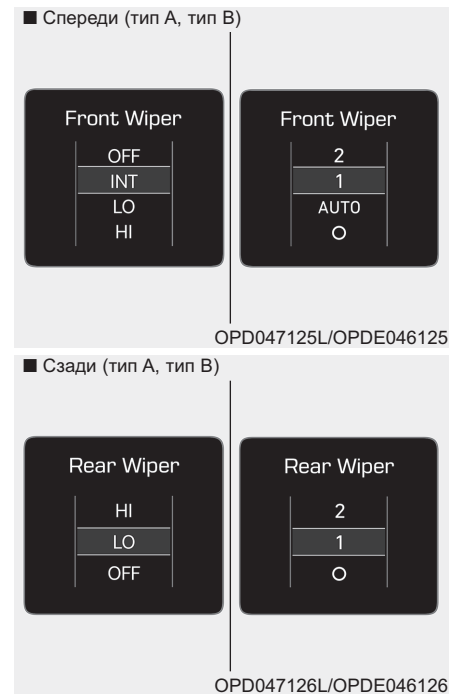 ■ Спереди (тип A, тип B)
Front Wiper
OFF
INT
LO
HI
Front Wiper
2
1
AUTO
O
OPD047125L/OPDE046125
■ Сзади (тип A, тип B)
Rear Wiper
HI
LO
OFF
Rear Wiper
2
1
O
OPD047126L/OPDE046126